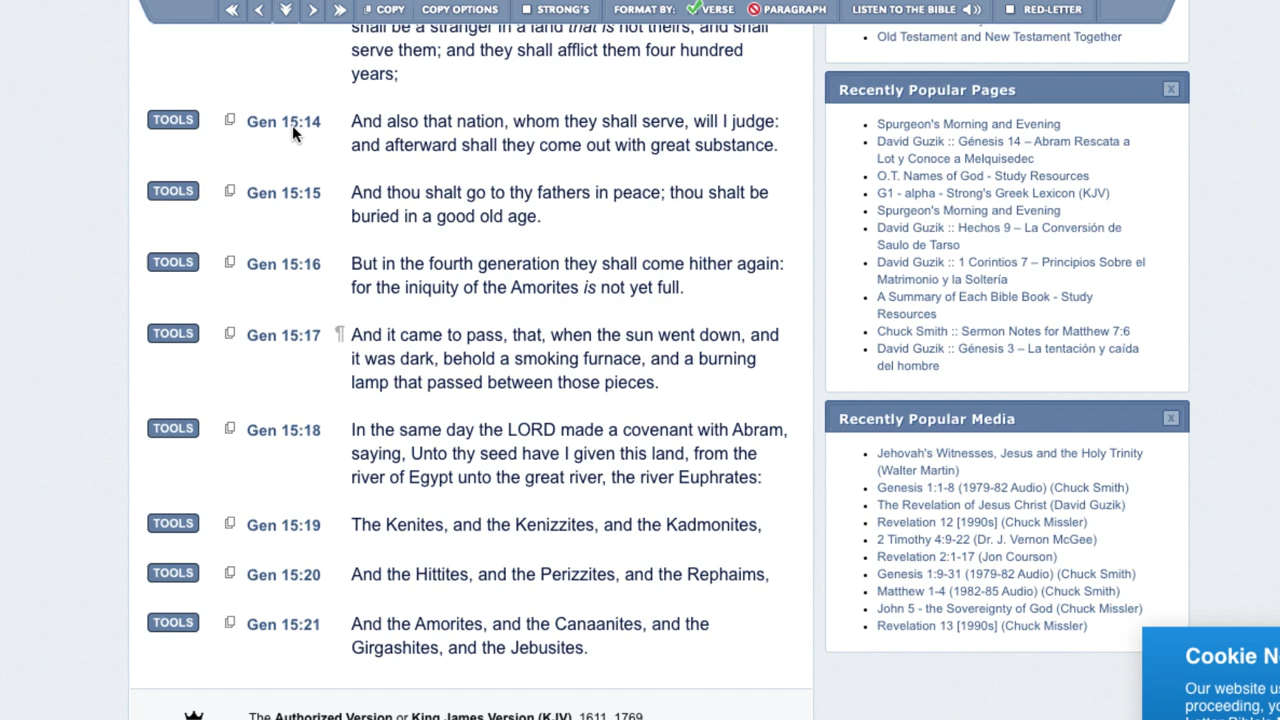 COPY COPY OPTIONS STRONG'S FORMAT BY: VERSE PARAGRAPH LISTEN TO THE BIBLE RED-LETTER
shall be a stranger in a land that is not theirs, and shall
serve them; and they shall afflict them four hundred
years;
TOOLS Gen 15:14 And also that nation, whom they shall serve, will I judge:
and afterward shall they come out with great substance.
TOOLS Gen 15:15 And thou shalt go to thy fathers in peace; thou shalt be
buried in a good old age.
TOOLS Gen 15:16 But in the fourth generation they shall come hither again:
for the iniquity of the Amorites is not yet full.
TOOLS Gen 15:17 ¶ And it came to pass, that, when the sun went down, and
it was dark, behold a smoking furnace, and a burning
lamp that passed between those pieces.
TOOLS Gen 15:18 In the same day the LORD made a covenant with Abram,
saying, Unto thy seed have I given this land, from the
river of Egypt unto the great river, the river Euphrates:
TOOLS Gen 15:19 The Kenites, and the Kenizzites, and the Kadmonites,
TOOLS Gen 15:20 And the Hittites, and the Perizzites, and the Rephaims,
TOOLS Gen 15:21 And the Amorites, and the Canaanites, and the
Girgashites, and the Jebusites.
The Authorized Version or King James Version (KJV), 1611, 1769.
Old Testament and New Testament Together
Recently Popular Pages X
Spurgeon's Morning and Evening
David Guzik :: Génesis 14 – Abram Rescata a
Lot y Conoce a Melquisedec
O.T. Names of God - Study Resources
G1 - alpha - Strong's Greek Lexicon (KJV)
Spurgeon's Morning and Evening
David Guzik :: Hechos 9 – La Conversión de
Saulo de Tarso
David Guzik :: 1 Corintios 7 – Principios Sobre el
Matrimonio y la Soltería
A Summary of Each Bible Book - Study
Resources
Chuck Smith :: Sermon Notes for Matthew 7:6
David Guzik :: Génesis 3 – La tentación y caída
del hombre
Recently Popular Media X
Jehovah's Witnesses, Jesus and the Holy Trinity
(Walter Martin)
Genesis 1:1-8 (1979-82 Audio) (Chuck Smith)
The Revelation of Jesus Christ (David Guzik)
Revelation 12 [1990s] (Chuck Missler)
2 Timothy 4:9-22 (Dr. J. Vernon McGee)
Revelation 2:1-17 (Jon Courson)
Genesis 1:9-31 (1979-82 Audio) (Chuck Smith)
Matthew 1-4 (1982-85 Audio) (Chuck Smith)
John 5 - the Sovereignty of God (Chuck Missler)
Revelation 13 [1990s] (Chuck Missler)
Cookie N
Our website u
proceeding, yo